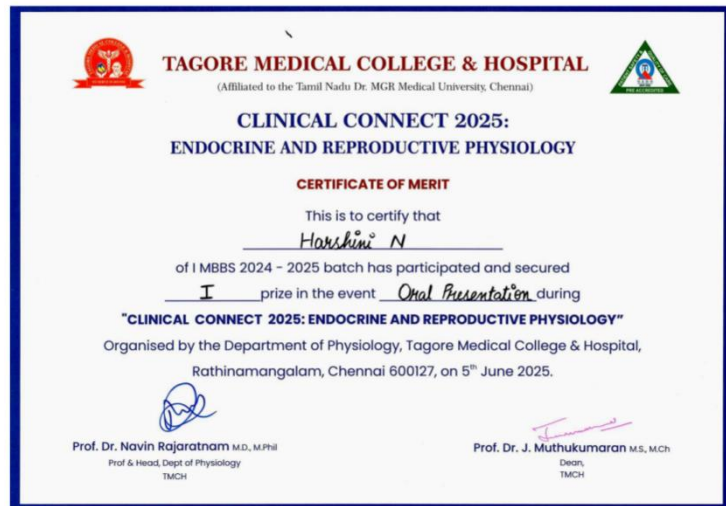 TAGORE MEDICAL COLLEGE & HOSPITAL
(Affiliated to the Tamil Nadu Dr. MGR Medical University, Chennai)
CLINICAL CONNECT 2025:
ENDOCRINE AND REPRODUCTIVE PHYSIOLOGY
CERTIFICATE OF MERIT
This is to certify that
Harshini N
of I MBBS 2024 - 2025 batch has participated and secured
I prize in the event Oral Presentation during
"CLINICAL CONNECT 2025: ENDOCRINE AND REPRODUCTIVE PHYSIOLOGY"
Organised by the Department of Physiology, Tagore Medical College & Hospital,
Rathinamangalam, Chennai 600127, on 5th June 2025.
Prof. Dr. Navin Rajaratnam M.D., M.Phil
Prof & Head, Dept of Physiology
TMCH
Prof. Dr. J. Muthukumaran M.S., M.Ch
Dean,
TMCH